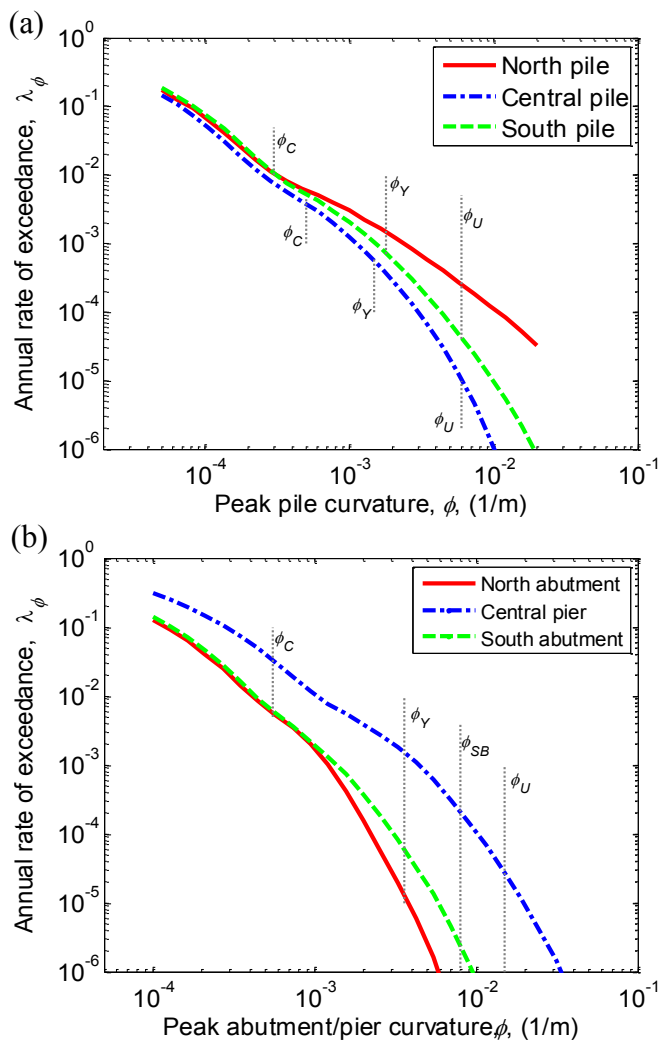 (a)
10^0
10^-1
10^-2
10^-3
10^-4
10^-5
10^-6
Annual rate of exceedance, λ_ϕ
North pile
Central pile
South pile
ϕ_C
ϕ_Y
ϕ_U
ϕ_C
ϕ_Y
ϕ_U
10^-4 10^-3 10^-2 10^-1
Peak pile curvature, ϕ, (1/m)
(b)
10^0
10^-1
10^-2
10^-3
10^-4
10^-5
10^-6
Annual rate of exceedance, λ_ϕ
North abutment
Central pier
South abutment
ϕ_C
ϕ_Y
ϕ_SB
ϕ_U
10^-4 10^-3 10^-2 10^-1
Peak abutment/pier curvature,ϕ, (1/m)